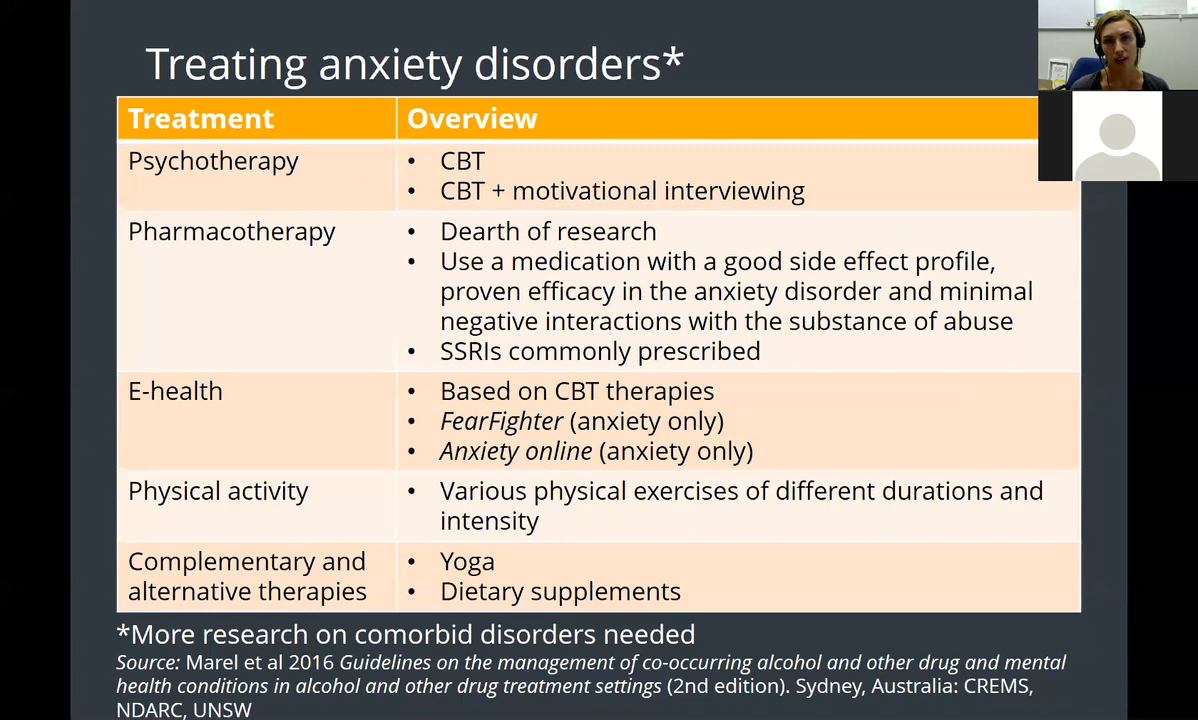 Treating anxiety disorders*
Treatment
Overview
Psychotherapy
• CBT
• CBT + motivational interviewing
Pharmacotherapy
• Dearth of research
• Use a medication with a good side effect profile,
proven efficacy in the anxiety disorder and minimal
negative interactions with the substance of abuse
• SSRIs commonly prescribed
E-health
• Based on CBT therapies
• FearFighter (anxiety only)
• Anxiety online (anxiety only)
Physical activity
• Various physical exercises of different durations and
intensity
Complementary and
alternative therapies
• Yoga
• Dietary supplements
*More research on comorbid disorders needed
Source: Marel et al 2016 Guidelines on the management of co-occurring alcohol and other drug and mental
health conditions in alcohol and other drug treatment settings (2nd edition). Sydney, Australia: CREMS,
NDARC, UNSW